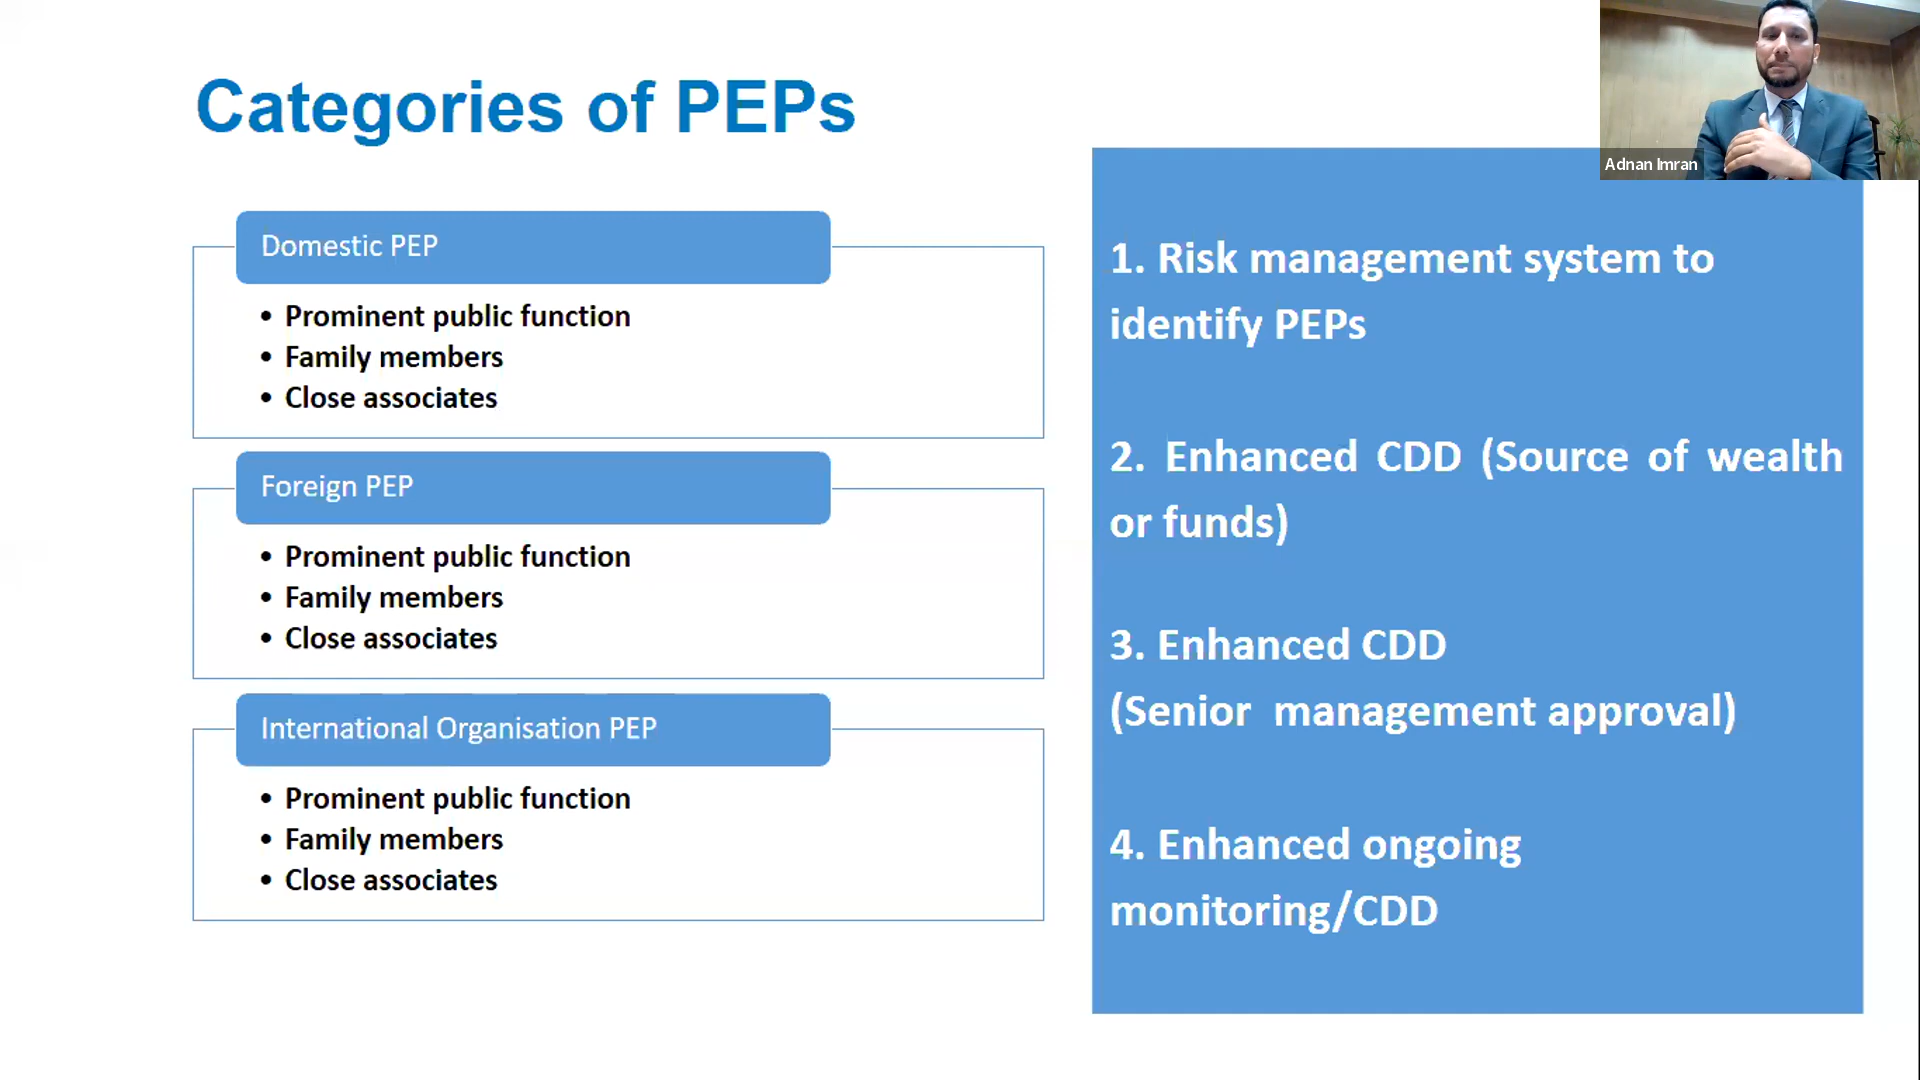 Categories of PEPs
Adnan Imran
Domestic PEP
• Prominent public function
• Family members
• Close associates
Foreign PEP
• Prominent public function
• Family members
• Close associates
International Organisation PEP
• Prominent public function
• Family members
• Close associates
1. Risk management system to
identify PEPs
2. Enhanced CDD (Source of wealth
or funds)
3. Enhanced CDD
(Senior management approval)
4. Enhanced ongoing
monitoring/CDD